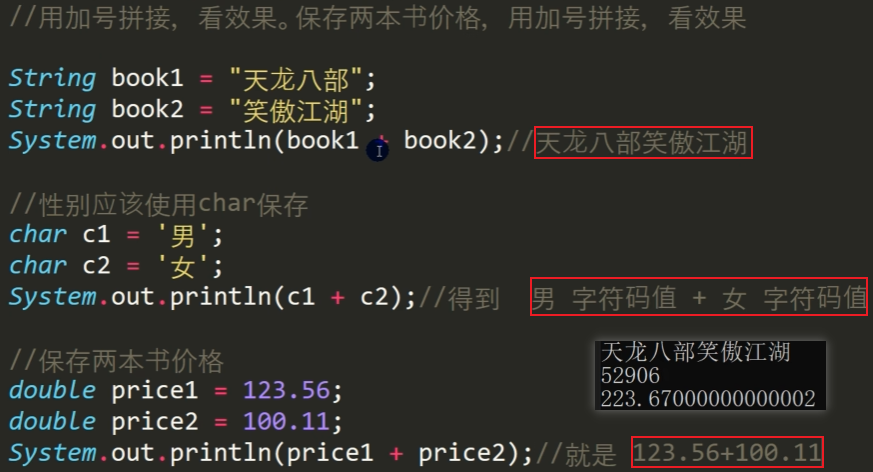 //用加号拼接, 看效果。保存两本书价格, 用加号拼接, 看效果
String book1 = "天龙八部";
String book2 = "笑傲江湖";
System.out.println(book1 + book2);//天龙八部笑傲江湖
//性别应该使用char保存
char c1 = '男';
char c2 = '女';
System.out.println(c1 + c2);//得到 男 字符码值 + 女 字符码值
//保存两本书价格
double price1 = 123.56;
double price2 = 100.11;
System.out.println(price1 + price2);//就是 123.56+100.11
天龙八部笑傲江湖
52906
223.67000000000002